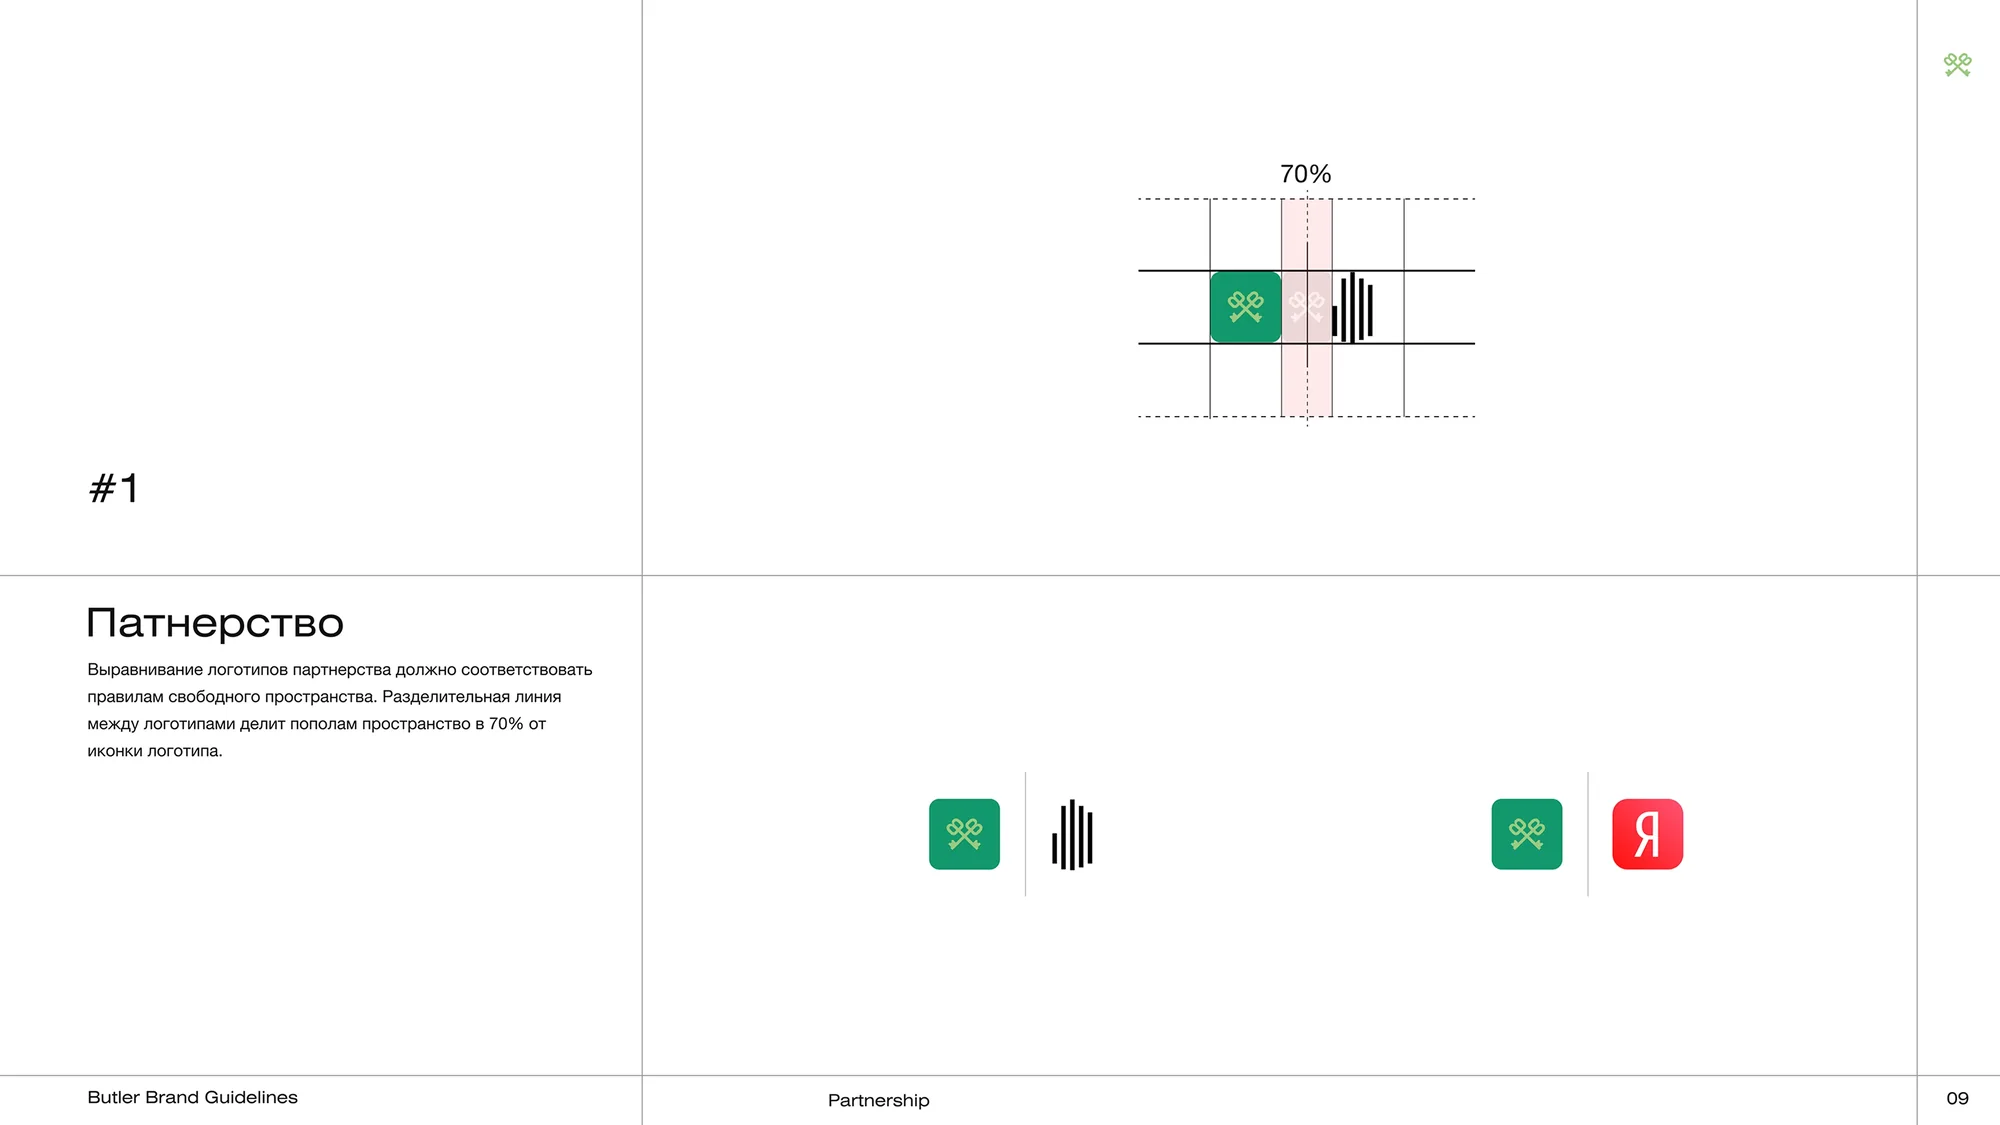 70%
#1
Патнерство
Выравнивание логотипов партнерства должно соответствовать
правилам свободного пространства. Разделительная линия
между логотипами делит пополам пространство в 70% от
иконки логотипа.
Я
Butler Brand Guidelines
Partnership
09